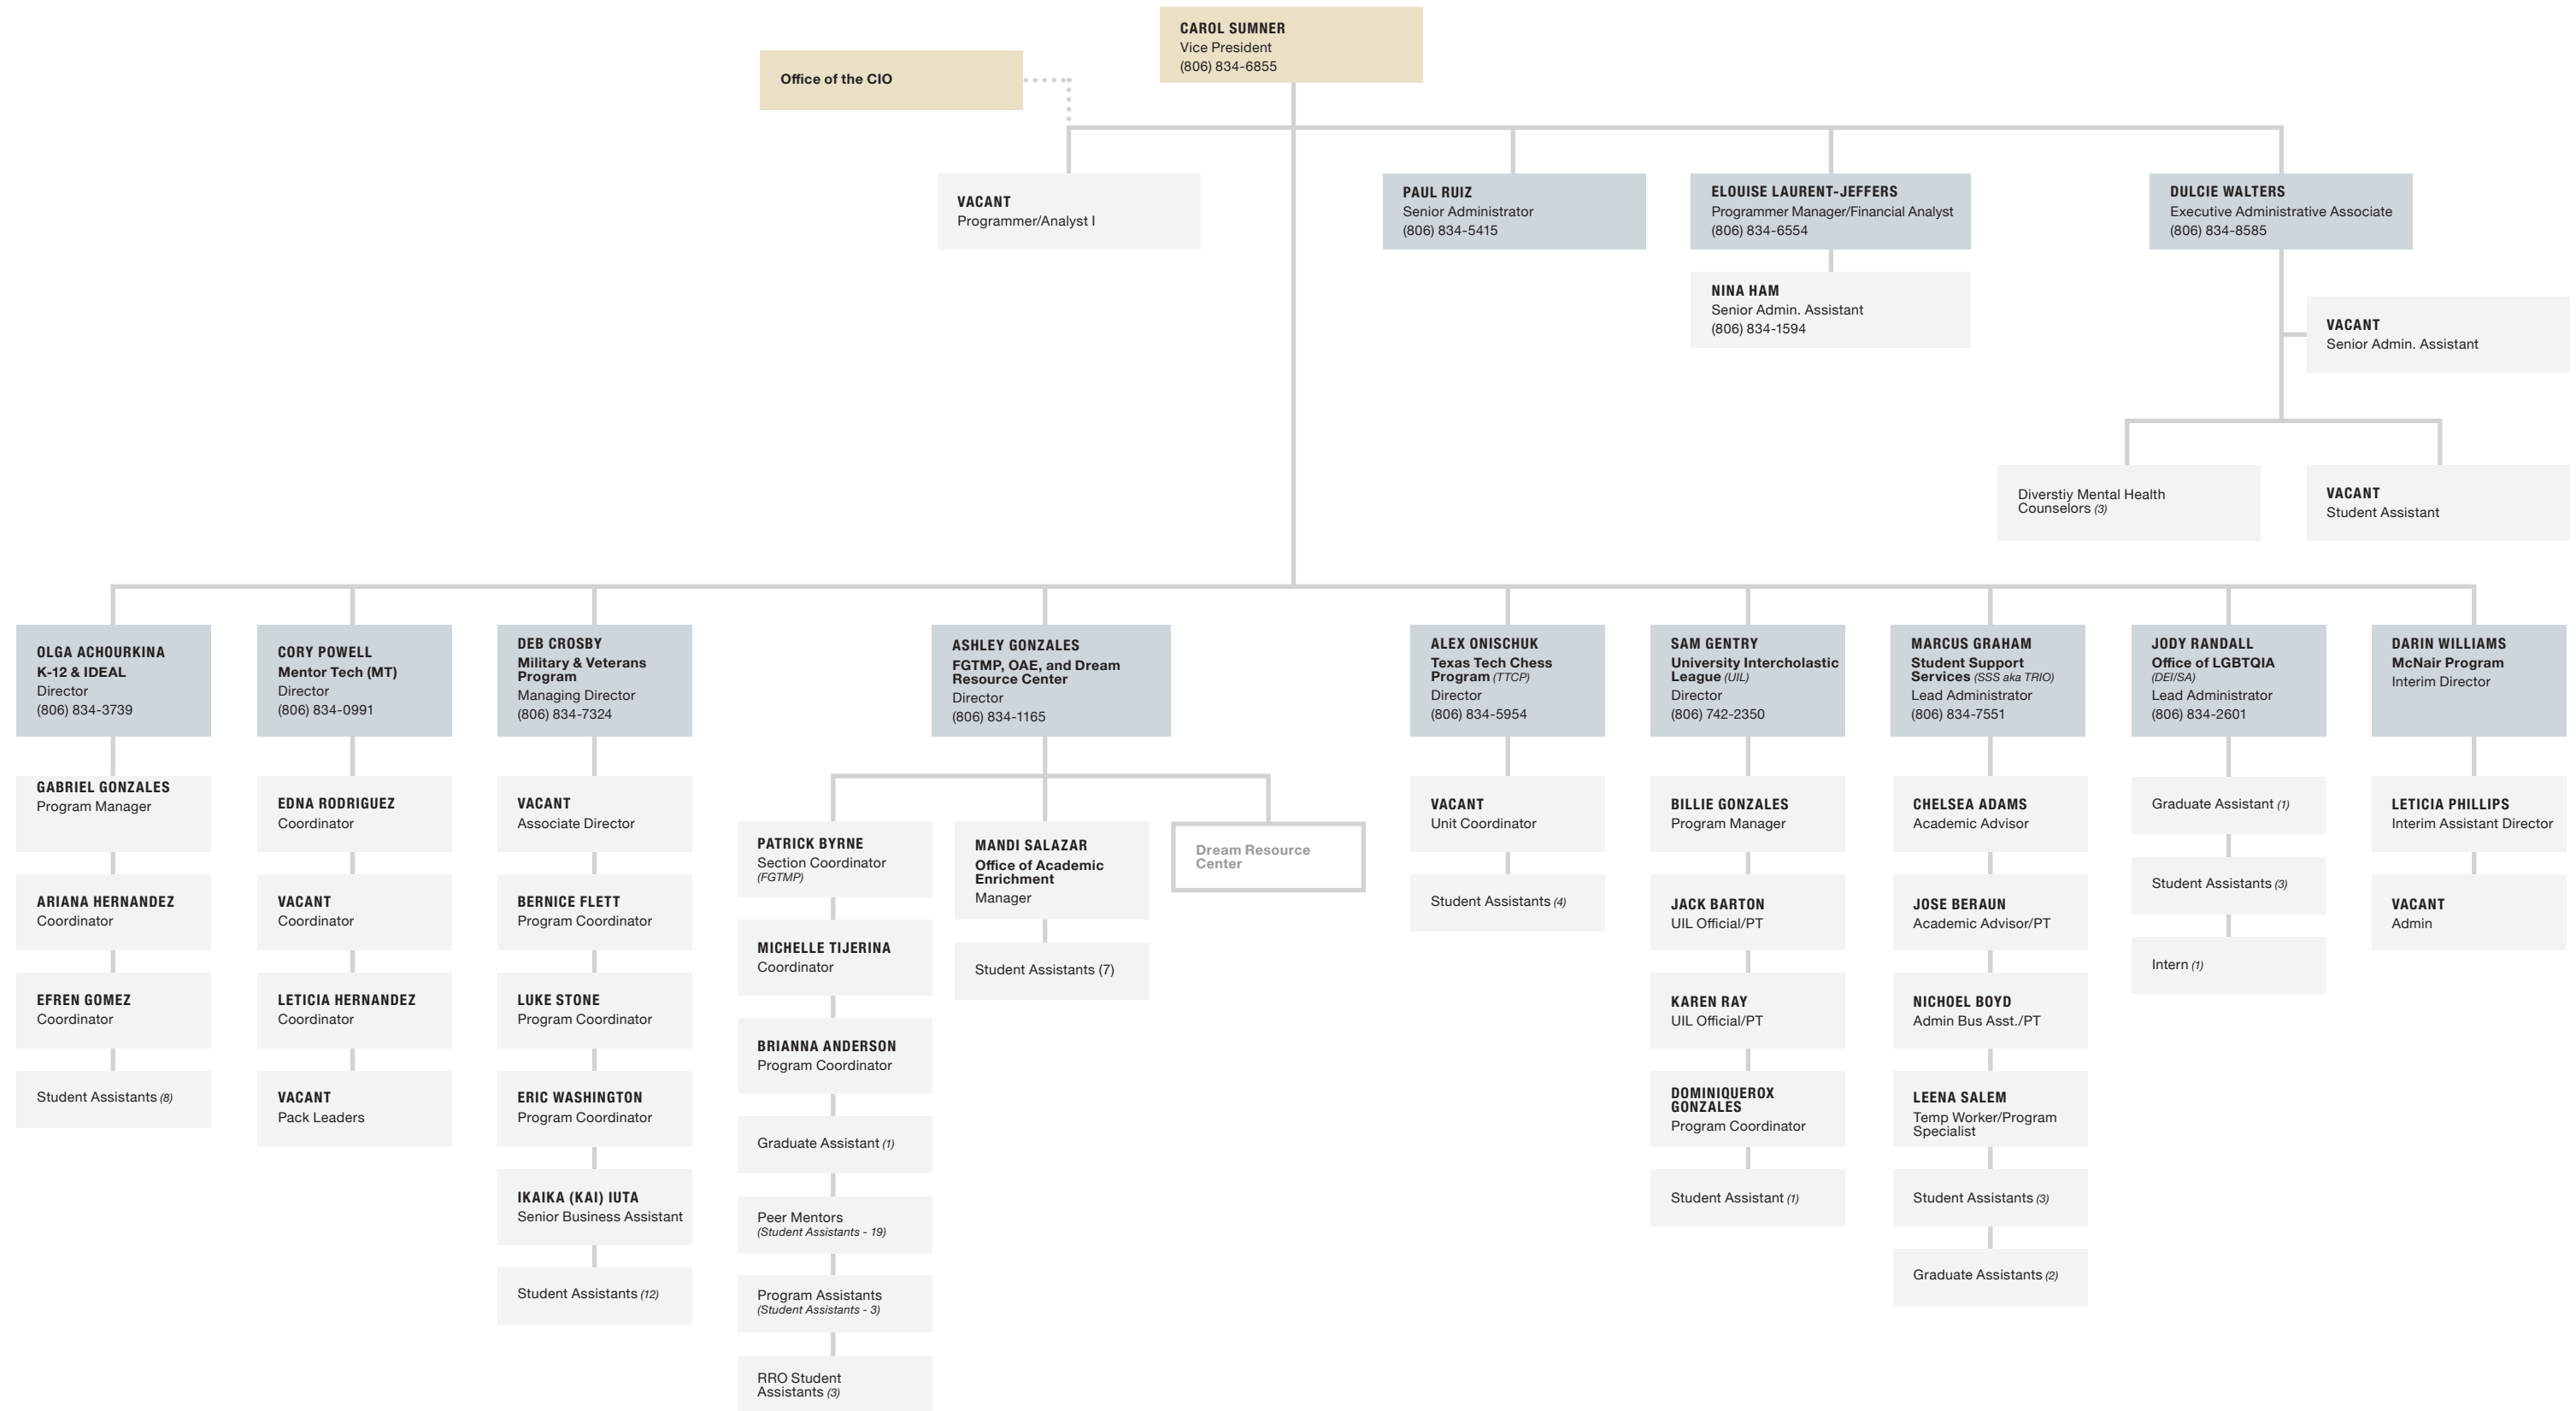 CAROL SUMNER
Vice President
(806) 834-6855
Office of the CIO
VACANT
Programmer/Analyst I
PAUL RUIZ
Senior Administrator
(806) 834-5415
ELOUISE LAURENT-JEFFERS
Programmer Manager/Financial Analyst
(806) 834-6554
NINA HAM
Senior Admin. Assistant
(806) 834-1594
DULCIE WALTERS
Executive Administrative Associate
(806) 834-8585
VACANT
Senior Admin. Assistant
Diverstiy Mental Health
Counselors (3)
VACANT
Student Assistant
OLGA ACHOURKINA
K-12 & IDEAL
Director
(806) 834-3739
GABRIEL GONZALES
Program Manager
ARIANA HERNANDEZ
Coordinator
EFREN GOMEZ
Coordinator
Student Assistants (8)
CORY POWELL
Mentor Tech (MT)
Director
(806) 834-0991
EDNA RODRIGUEZ
Coordinator
VACANT
Coordinator
LETICIA HERNANDEZ
Coordinator
VACANT
Pack Leaders
DEB CROSBY
Military & Veterans
Program
Managing Director
(806) 834-7324
VACANT
Associate Director
BERNICE FLETT
Program Coordinator
LUKE STONE
Program Coordinator
ERIC WASHINGTON
Program Coordinator
IKAIKA (KAI) IUTA
Senior Business Assistant
Student Assistants (12)
ASHLEY GONZALES
FGTMP, OAE, and Dream
Resource Center
Director
(806) 834-1165
PATRICK BYRNE
Section Coordinator
(FGTMP)
MICHELLE TIJERINA
Coordinator
BRIANNA ANDERSON
Program Coordinator
Graduate Assistant (1)
Peer Mentors
(Student Assistants - 19)
Program Assistants
(Student Assistants - 3)
RRO Student
Assistants (3)
MANDI SALAZAR
Office of Academic
Enrichment
Manager
Student Assistants (7)
Dream Resource
Center
ALEX ONISCHUK
Texas Tech Chess
Program (TTCP)
Director
(806) 834-5954
VACANT
Unit Coordinator
Student Assistants (4)
SAM GENTRY
University Intercholastic
League (UIL)
Director
(806) 742-2350
BILLIE GONZALES
Program Manager
JACK BARTON
UIL Official/PT
KAREN RAY
UIL Official/PT
DOMINIQUEROX
GONZALES
Program Coordinator
Student Assistant (1)
MARCUS GRAHAM
Student Support
Services (SSS aka TRIO)
Lead Administrator
(806) 834-7551
CHELSEA ADAMS
Academic Advisor
JOSE BERAUN
Academic Advisor/PT
NICHOEL BOYD
Admin Bus Asst./PT
LEENA SALEM
Temp Worker/Program
Specialist
Student Assistants (3)
Graduate Assistants (2)
JODY RANDALL
Office of LGBTQIA
(DEI/SA)
Lead Administrator
(806) 834-2601
Graduate Assistant (1)
Student Assistants (3)
Intern (1)
DARIN WILLIAMS
McNair Program
Interim Director
LETICIA PHILLIPS
Interim Assistant Director
VACANT
Admin